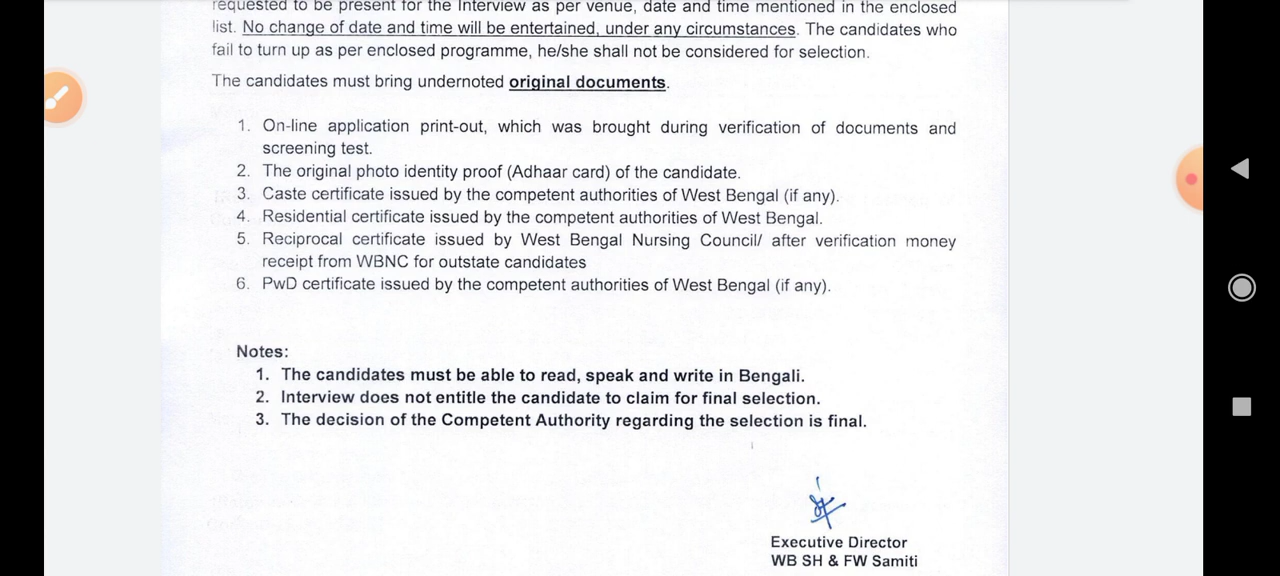 requested to be present for the Interview as per venue, date and time mentioned in the enclosed
list. No change of date and time will be entertained, under any circumstances. The candidates who
fail to turn up as per enclosed programme, he/she shall not be considered for selection.
The candidates must bring undernoted original documents.
1. On-line application print-out, which was brought during verification of documents and
screening test.
2. The original photo identity proof (Adhaar card) of the candidate.
3. Caste certificate issued by the competent authorities of West Bengal (if any).
4. Residential certificate issued by the competent authorities of West Bengal.
5. Reciprocal certificate issued by West Bengal Nursing Council/ after verification money
receipt from WBNC for outstate candidates
6. PwD certificate issued by the competent authorities of West Bengal (if any).
Notes:
1. The candidates must be able to read, speak and write in Bengali.
2. Interview does not entitle the candidate to claim for final selection.
3. The decision of the Competent Authority regarding the selection is final.
Executive Director
WB SH & FW Samiti